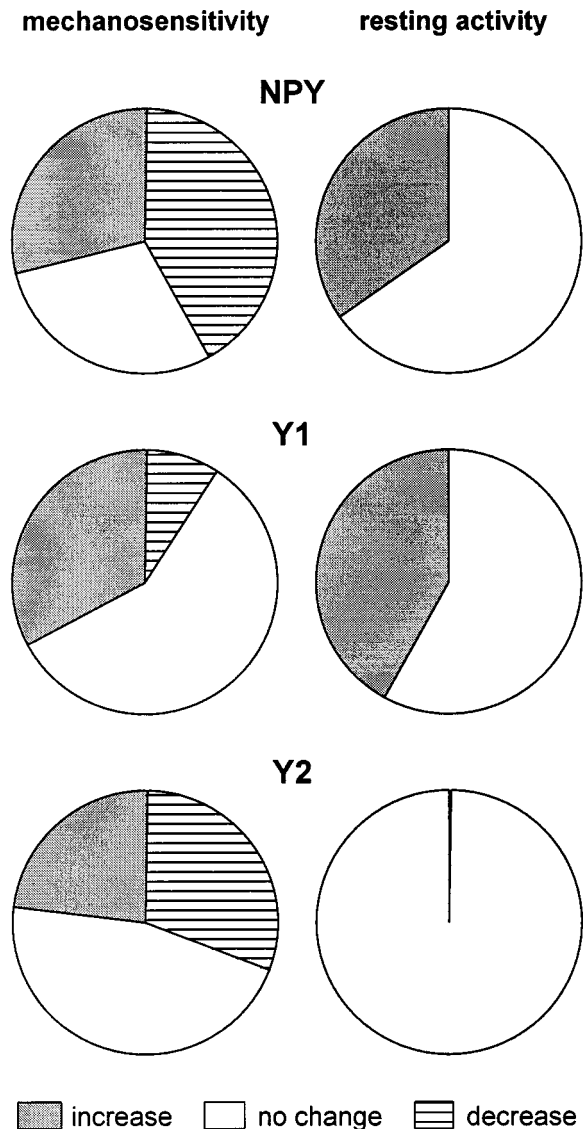 mechanosensitivity resting activity
NPY
Y1
Y2
increase no change decrease